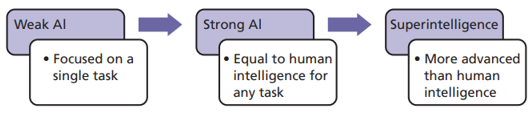 Weak AI
• Focused on a
single task
Strong AI
• Equal to human
intelligence for
any task
Superintelligence
• More advanced
than human
intelligence